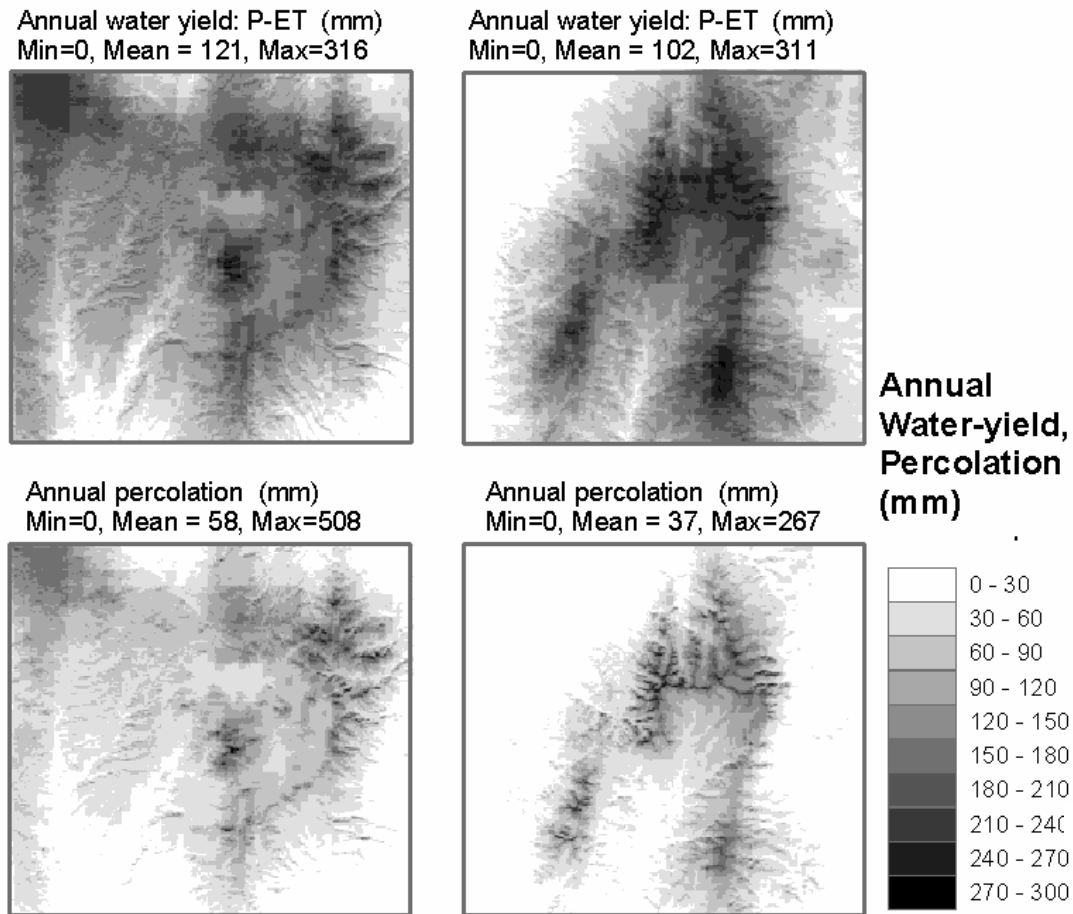 Annual water yield: P-ET (mm)
Min=0, Mean = 121, Max=316
Annual water yield: P-ET (mm)
Min=0, Mean = 102, Max=311
Annual percolation (mm)
Min=0, Mean = 58, Max=508
Annual percolation (mm)
Min=0, Mean = 37, Max=267
Annual
Water-yield,
Percolation
(mm)
0 - 30
30 - 60
60 - 90
90 - 120
120 - 150
150 - 180
180 - 210
210 - 240
240 - 270
270 - 300